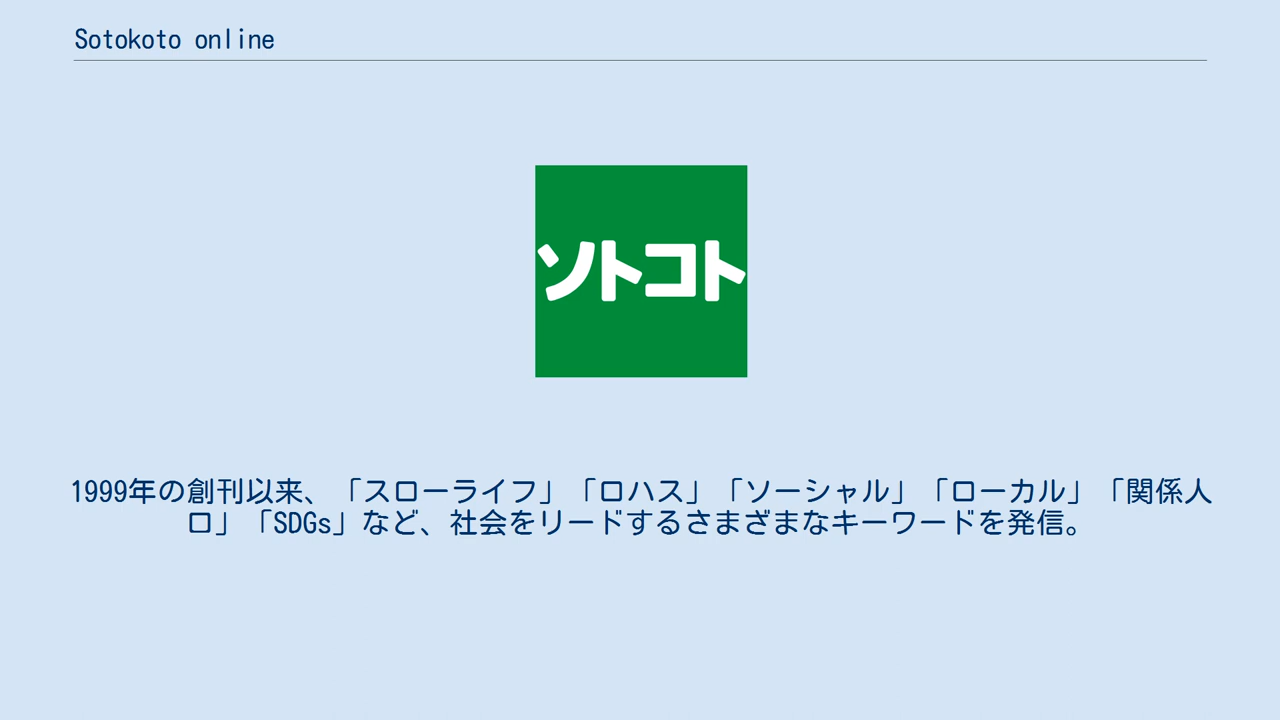 Sotokoto online
ソトコト
1999年の創刊以来、「スローライフ」「ロハス」「ソーシャル」「ローカル」「関係人
口」「SDGs」など、社会をリードするさまざまなキーワードを発信。